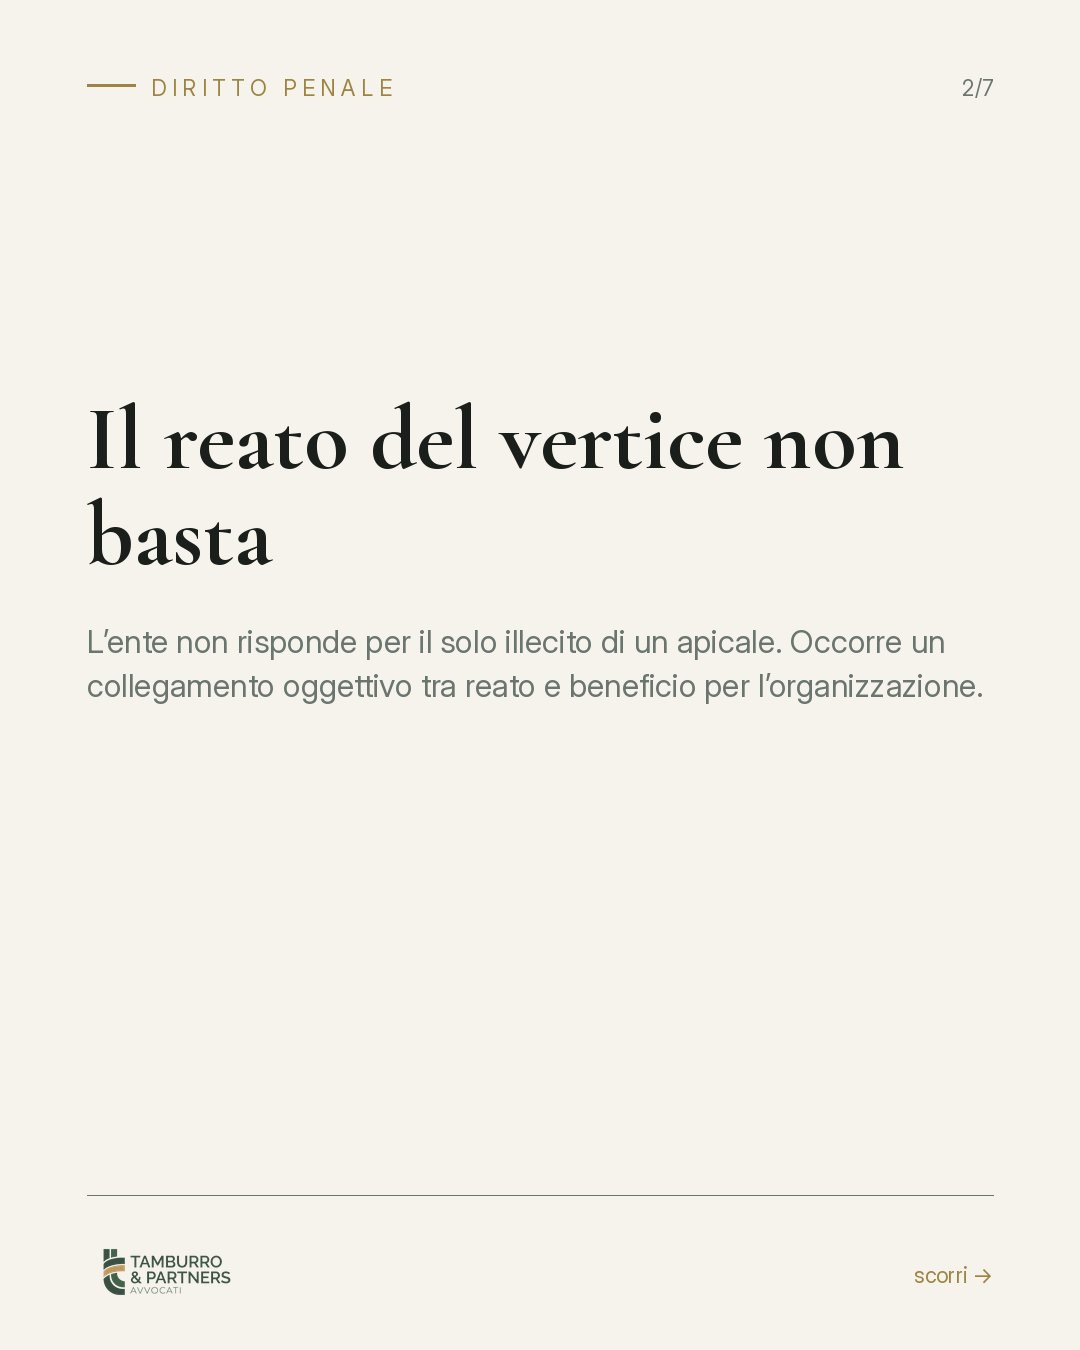 DIRITTO PENALE
2/7
Il reato del vertice non
basta
L’ente non risponde per il solo illecito di un apicale. Occorre un
collegamento oggettivo tra reato e beneficio per l’organizzazione.
TAMBURRO
& PARTNERS
AVVOCATI
scorri →